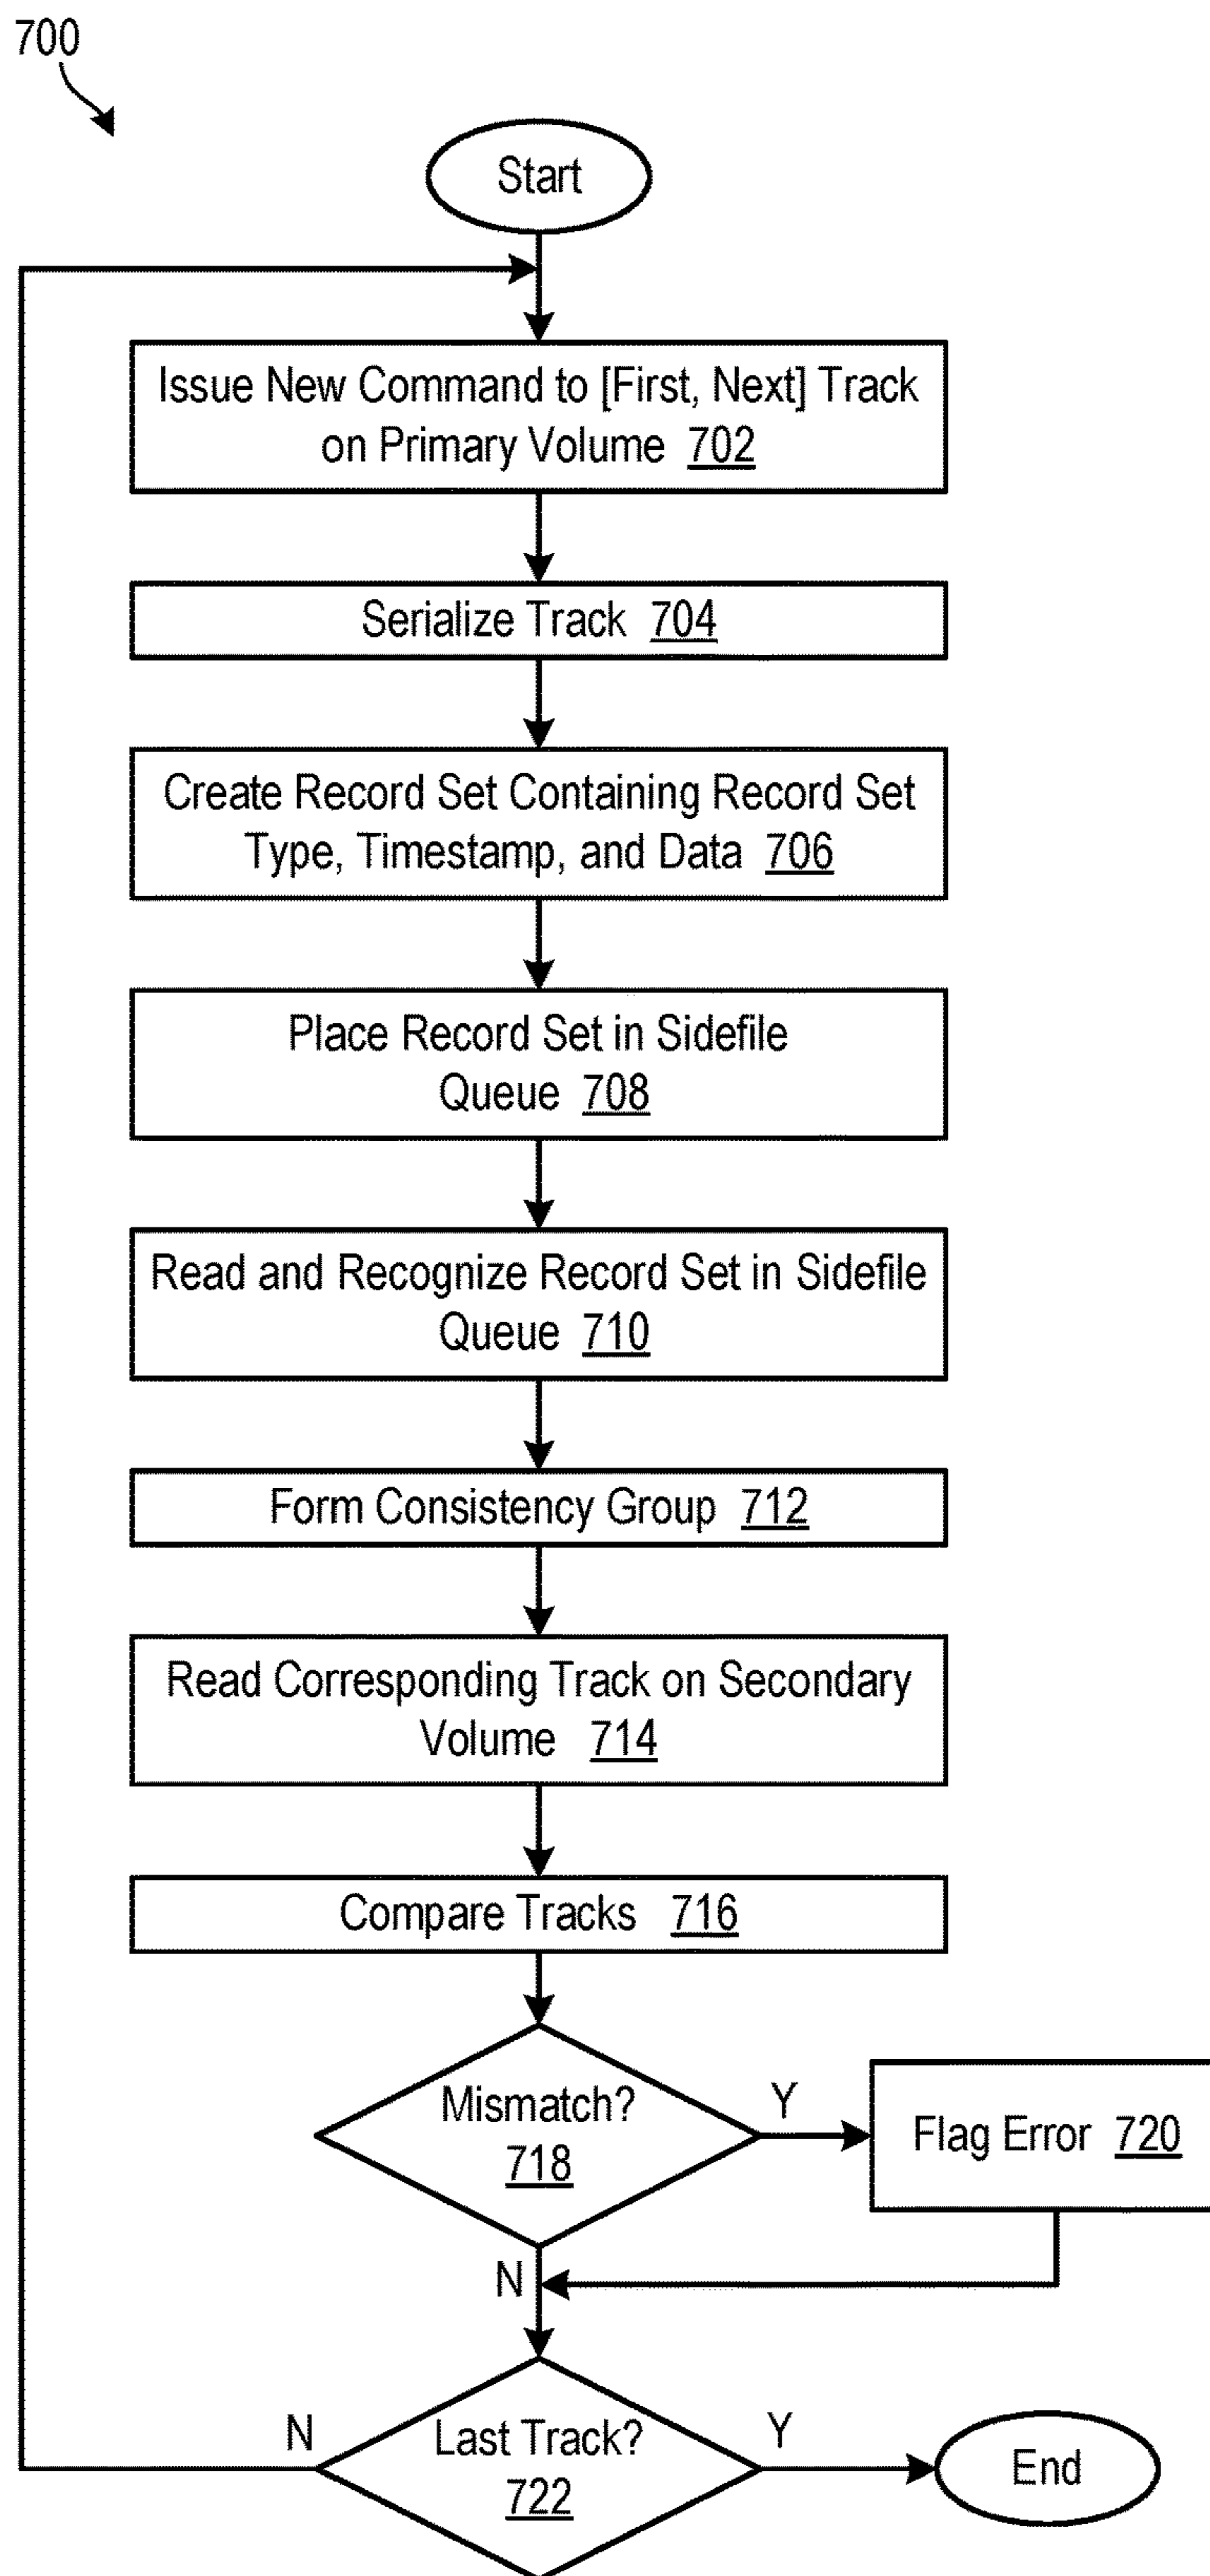 700
Start
Issue New Command to [First, Next] Track
on Primary Volume 702
Serialize Track 704
Create Record Set Containing Record Set
Type, Timestamp, and Data 706
Place Record Set in Sidefile
Queue 708
Read and Recognize Record Set in Sidefile
Queue 710
Form Consistency Group 712
Read Corresponding Track on Secondary
Volume 714
Compare Tracks 716
Mismatch?
718
Y
Flag Error 720
N
Last Track?
722
N
Y
End